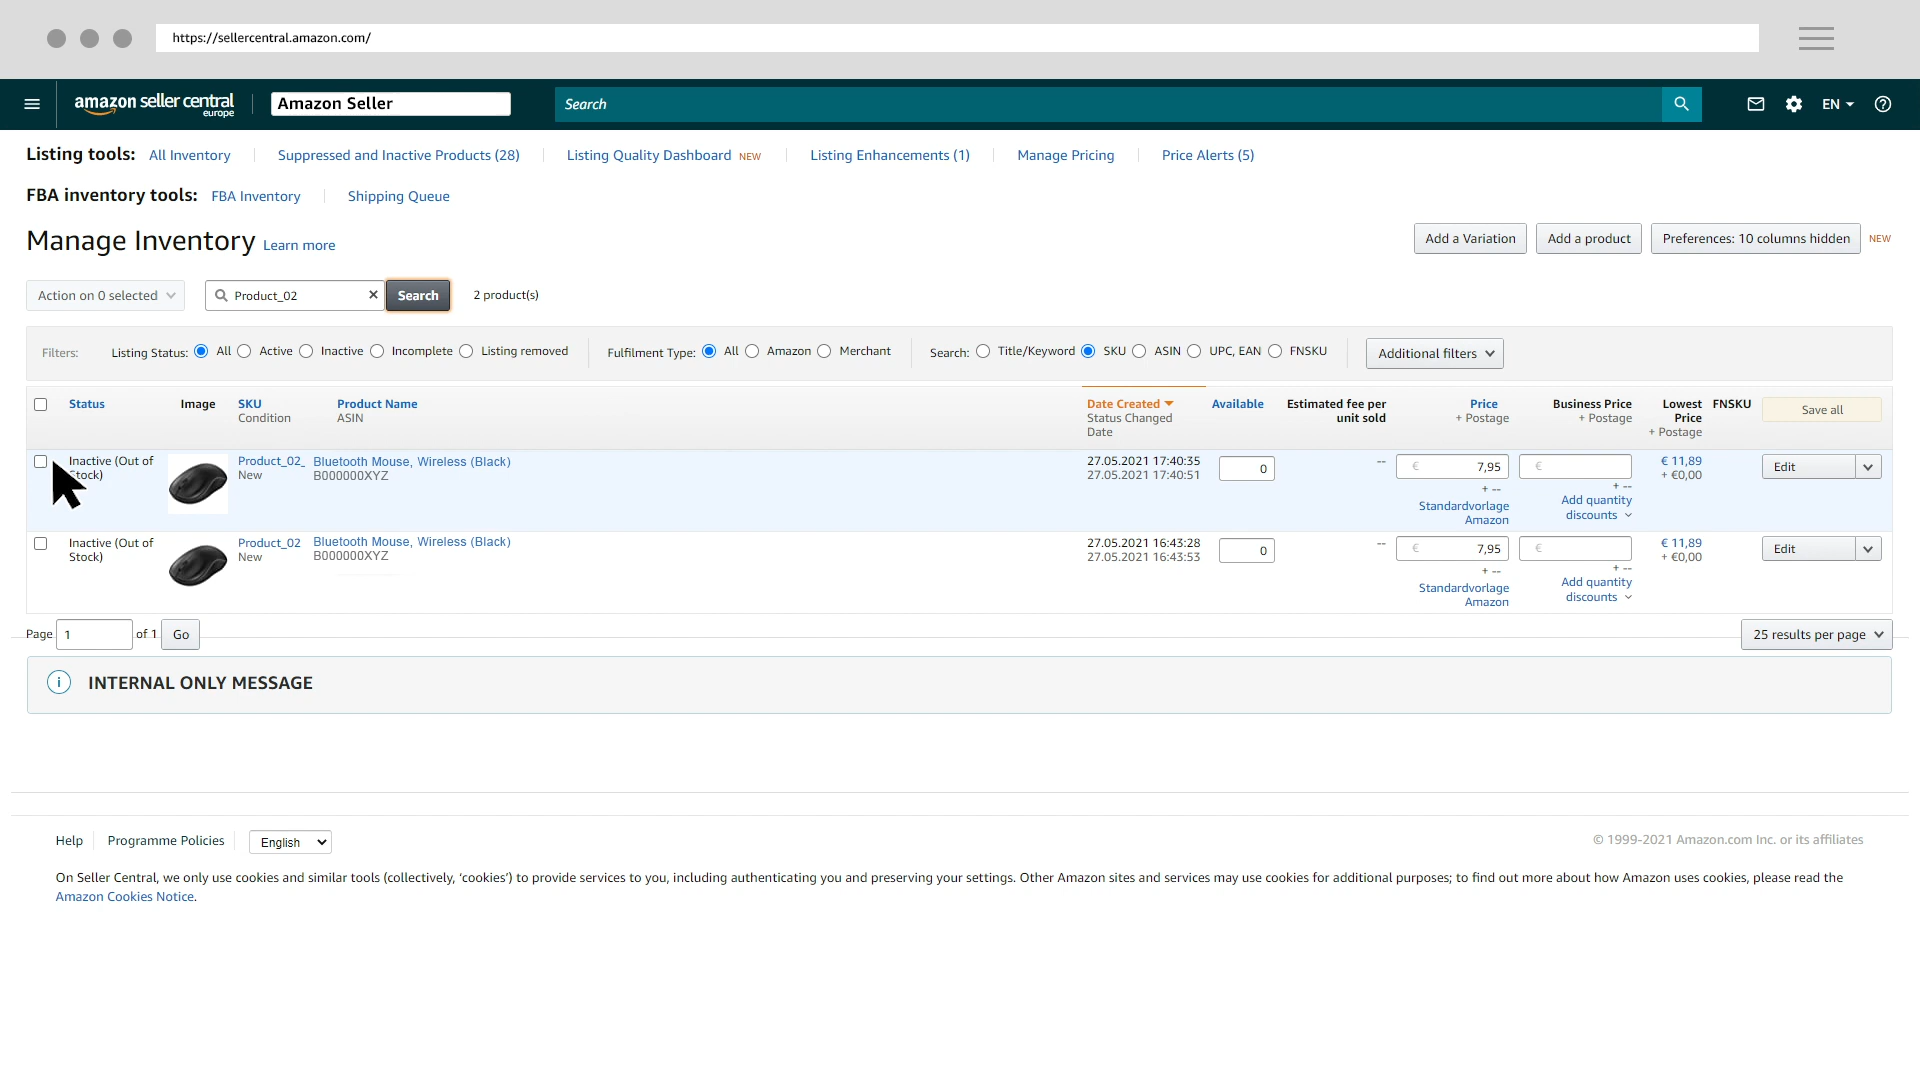 https://sellercentral.amazon.com/
amazon seller central europe
Amazon Seller
Search
EN
Listing tools: All Inventory Suppressed and Inactive Products (28) Listing Quality Dashboard NEW Listing Enhancements (1) Manage Pricing Price Alerts (5)
FBA inventory tools: FBA Inventory Shipping Queue
Manage Inventory Learn more
Add a Variation Add a product Preferences: 10 columns hidden NEW
Action on 0 selected Product_02 Search 2 product(s)
Filters: Listing Status: All Active Inactive Incomplete Listing removed Fulfilment Type: All Amazon Merchant Search: Title/Keyword SKU ASIN UPC, EAN FNSKU Additional filters
Status Image SKU Product Name Date Created Available Estimated fee per Price Business Price Lowest FNSKU Save all
Condition ASIN Status Changed unit sold + Postage + Postage Price
Date + Postage
Inactive (Out of Product_02_ Bluetooth Mouse, Wireless (Black) 27.05.2021 17:40:35 0 -- € 7,95 € € 11,89 Edit
Stock) New B000000XYZ 27.05.2021 17:40:51 + €0,00
+ -- + --
Standardvorlage Add quantity
Amazon discounts
Inactive (Out of Product_02 Bluetooth Mouse, Wireless (Black) 27.05.2021 16:43:28 0 -- € 7,95 € € 11,89 Edit
Stock) New B000000XYZ 27.05.2021 16:43:53 + €0,00
+ -- + --
Standardvorlage Add quantity
Amazon discounts
Page 1 of 1 Go 25 results per page
i INTERNAL ONLY MESSAGE
Help Programme Policies English © 1999-2021 Amazon.com Inc. or its affiliates
On Seller Central, we only use cookies and similar tools (collectively, 'cookies') to provide services to you, including authenticating you and preserving your settings. Other Amazon sites and services may use cookies for additional purposes; to find out more about how Amazon uses cookies, please read the
Amazon Cookies Notice.